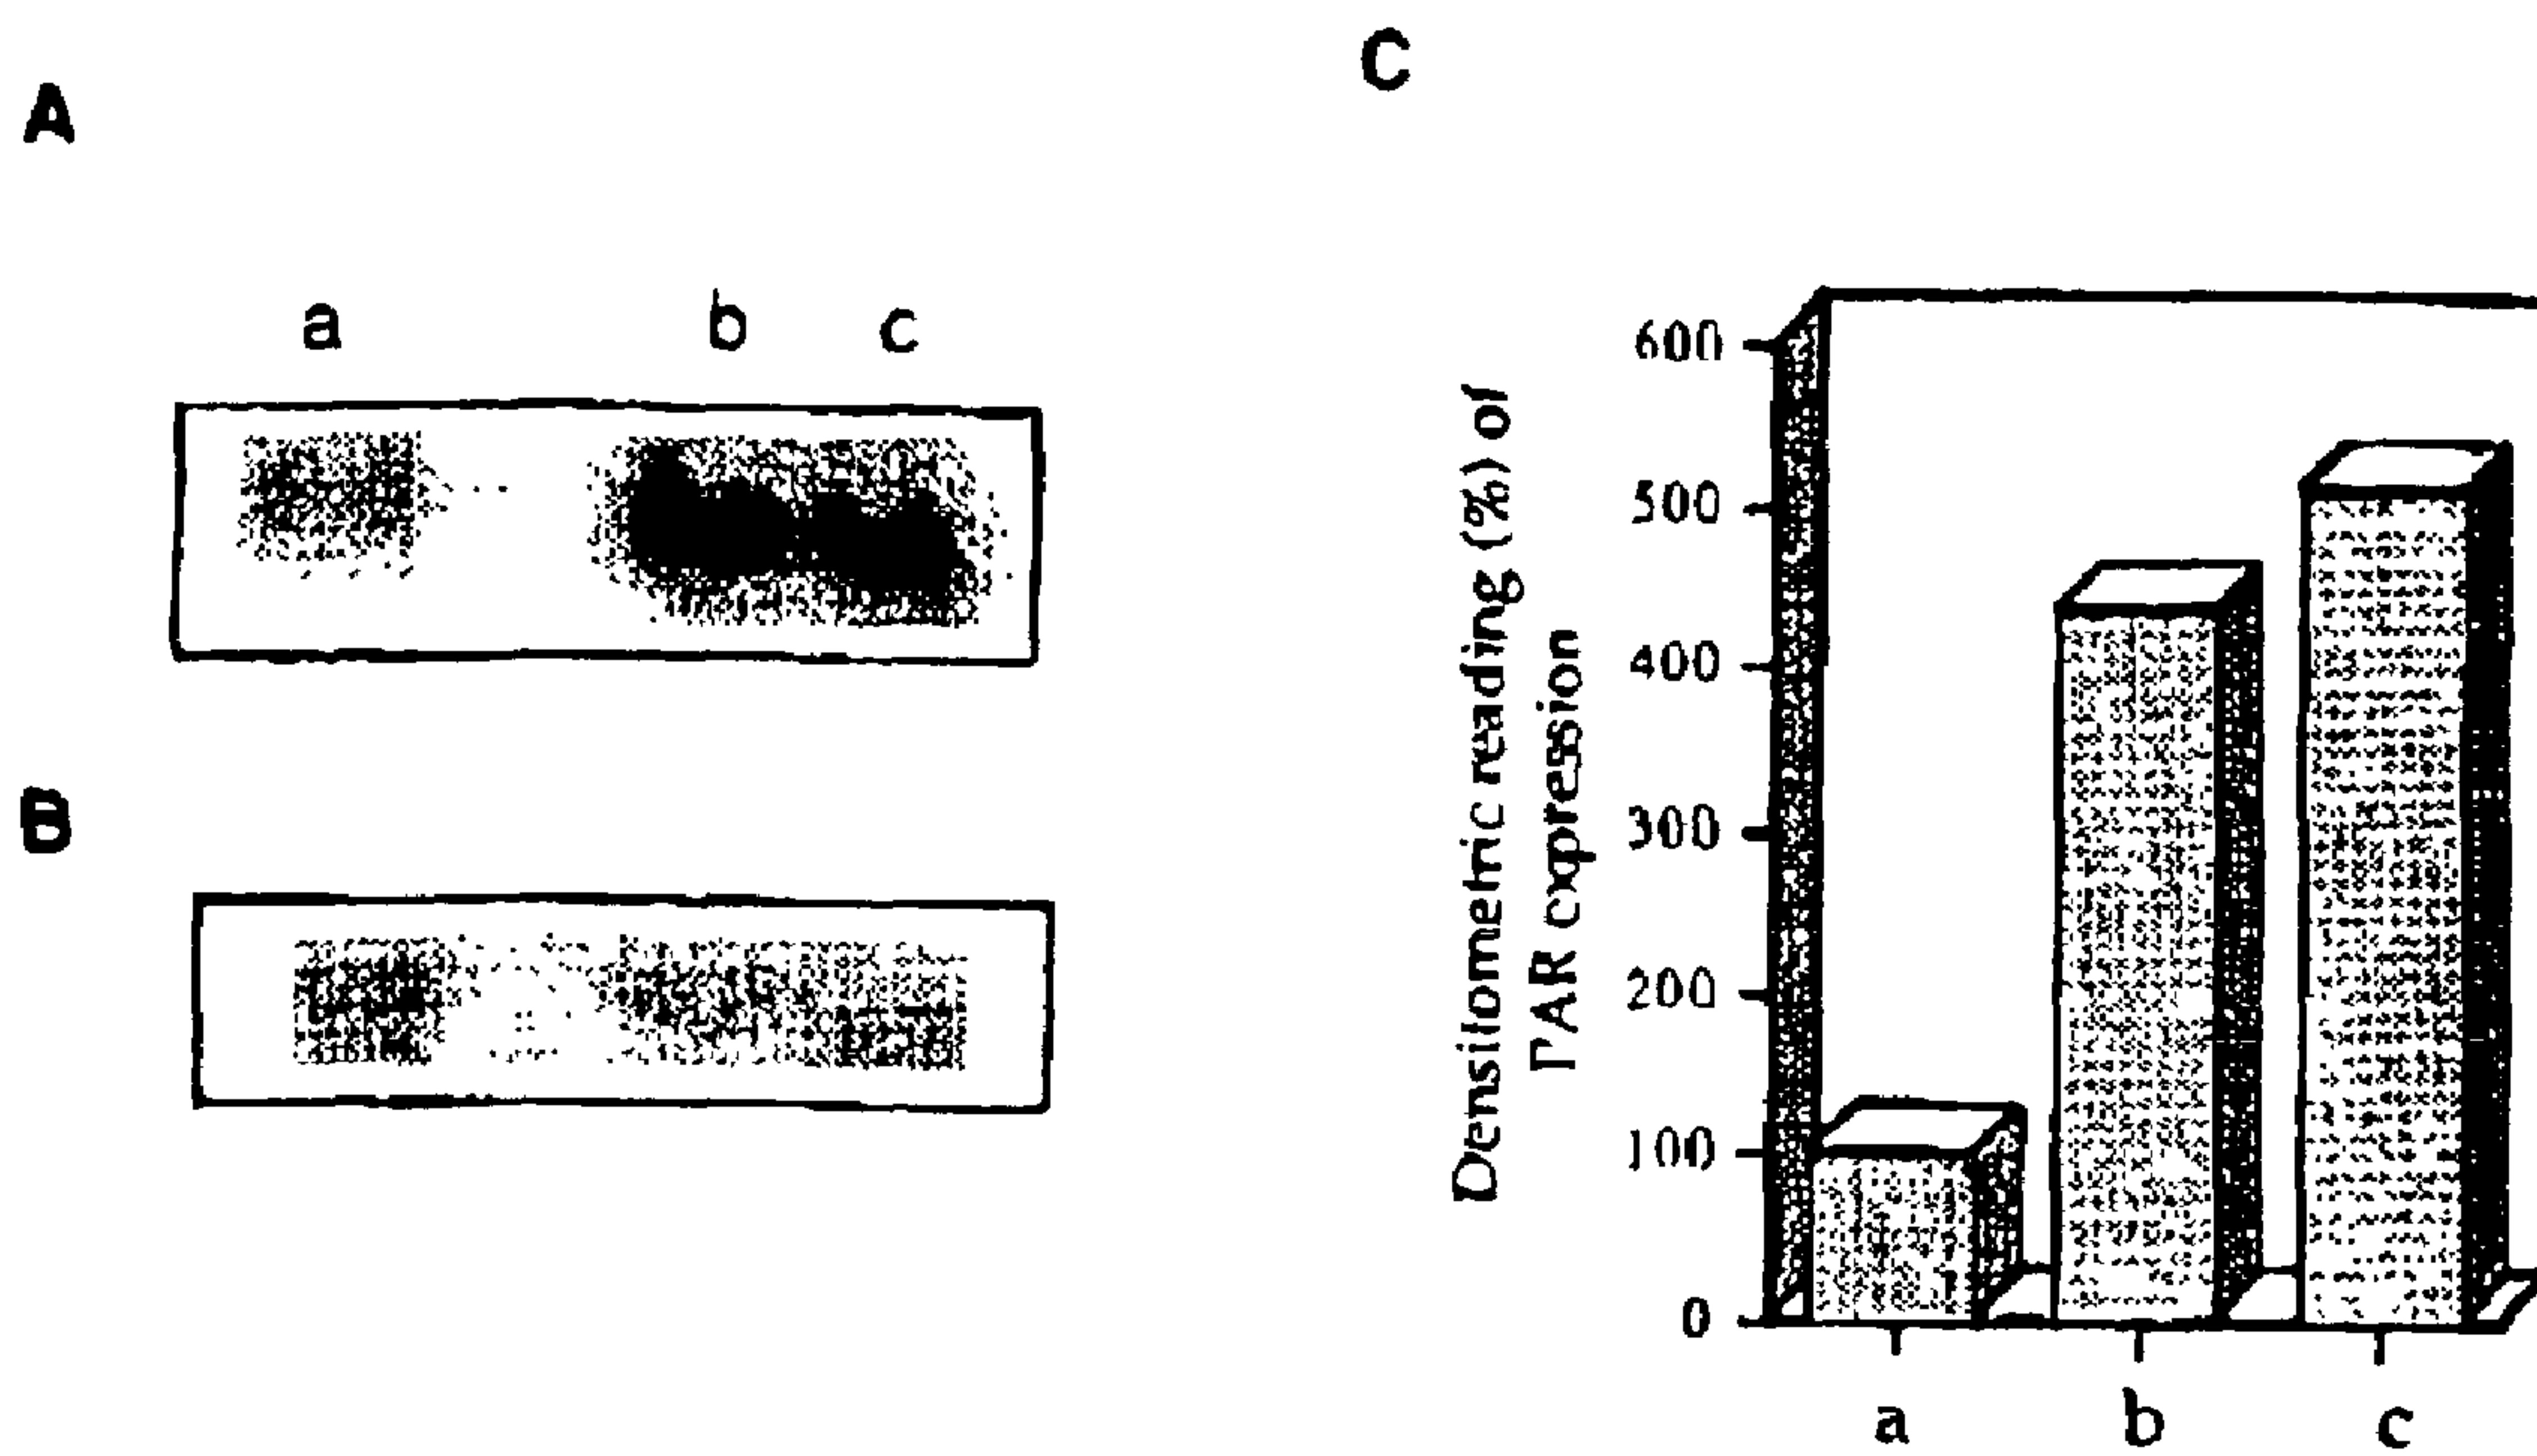 A
a b c
B
C
Densitometric reading (%) of
PAR expression
600
500
400
300
200
100
0
a b c